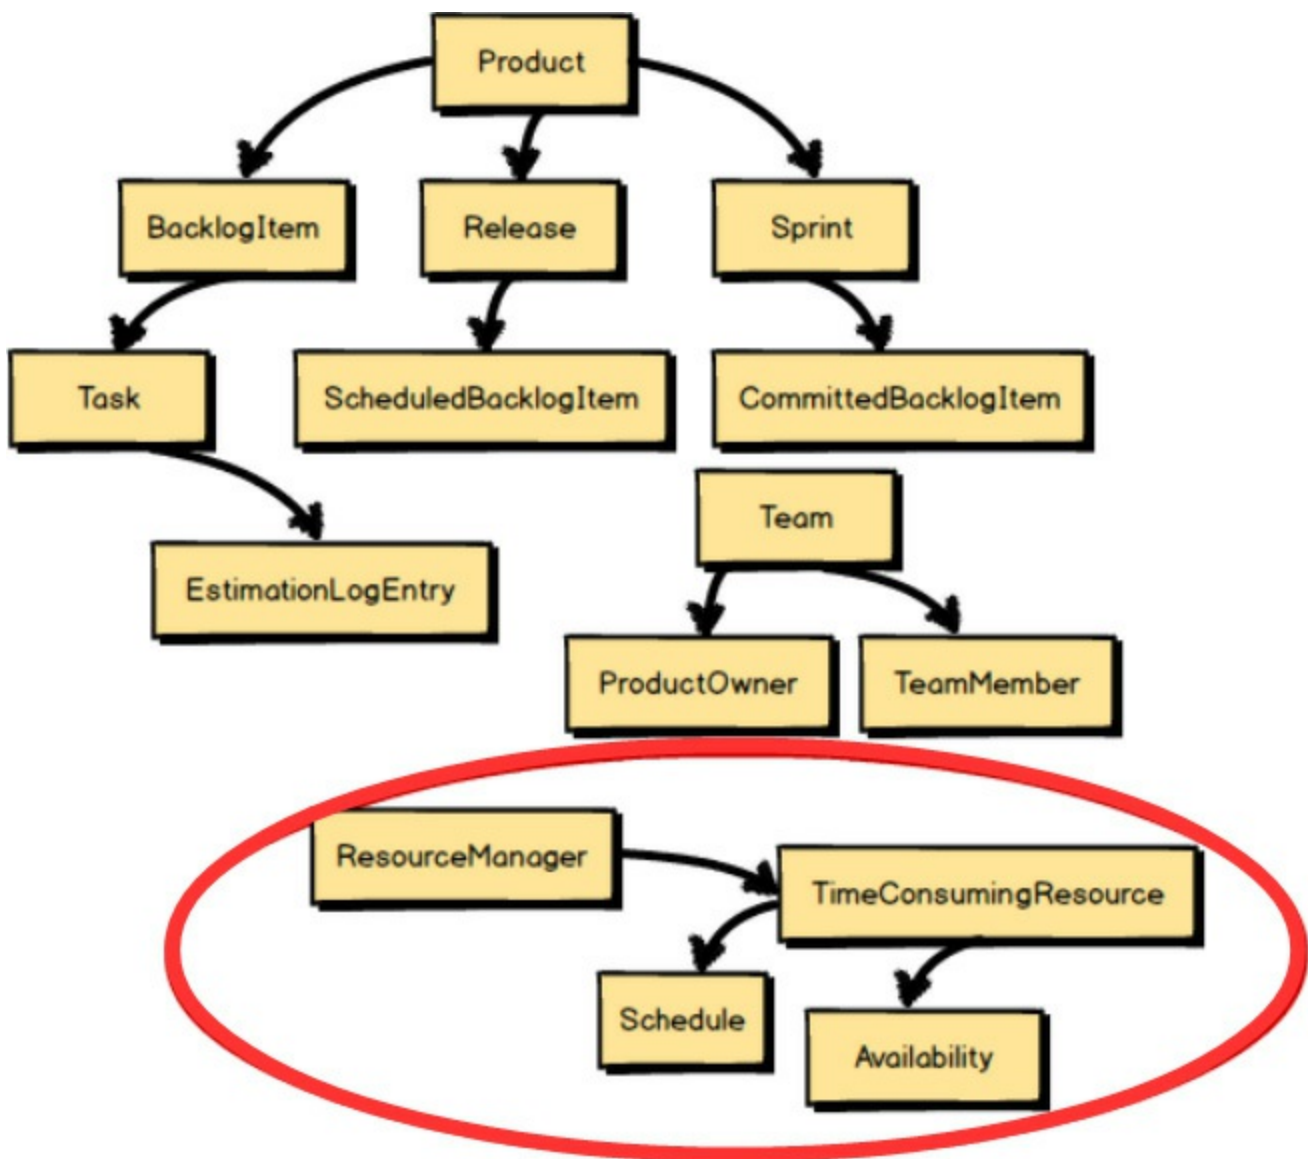 Product
BacklogItem
Release
Sprint
Task
ScheduledBacklogItem
CommittedBacklogItem
Team
EstimationLogEntry
ProductOwner
TeamMember
ResourceManager
TimeConsumingResource
Schedule
Availability